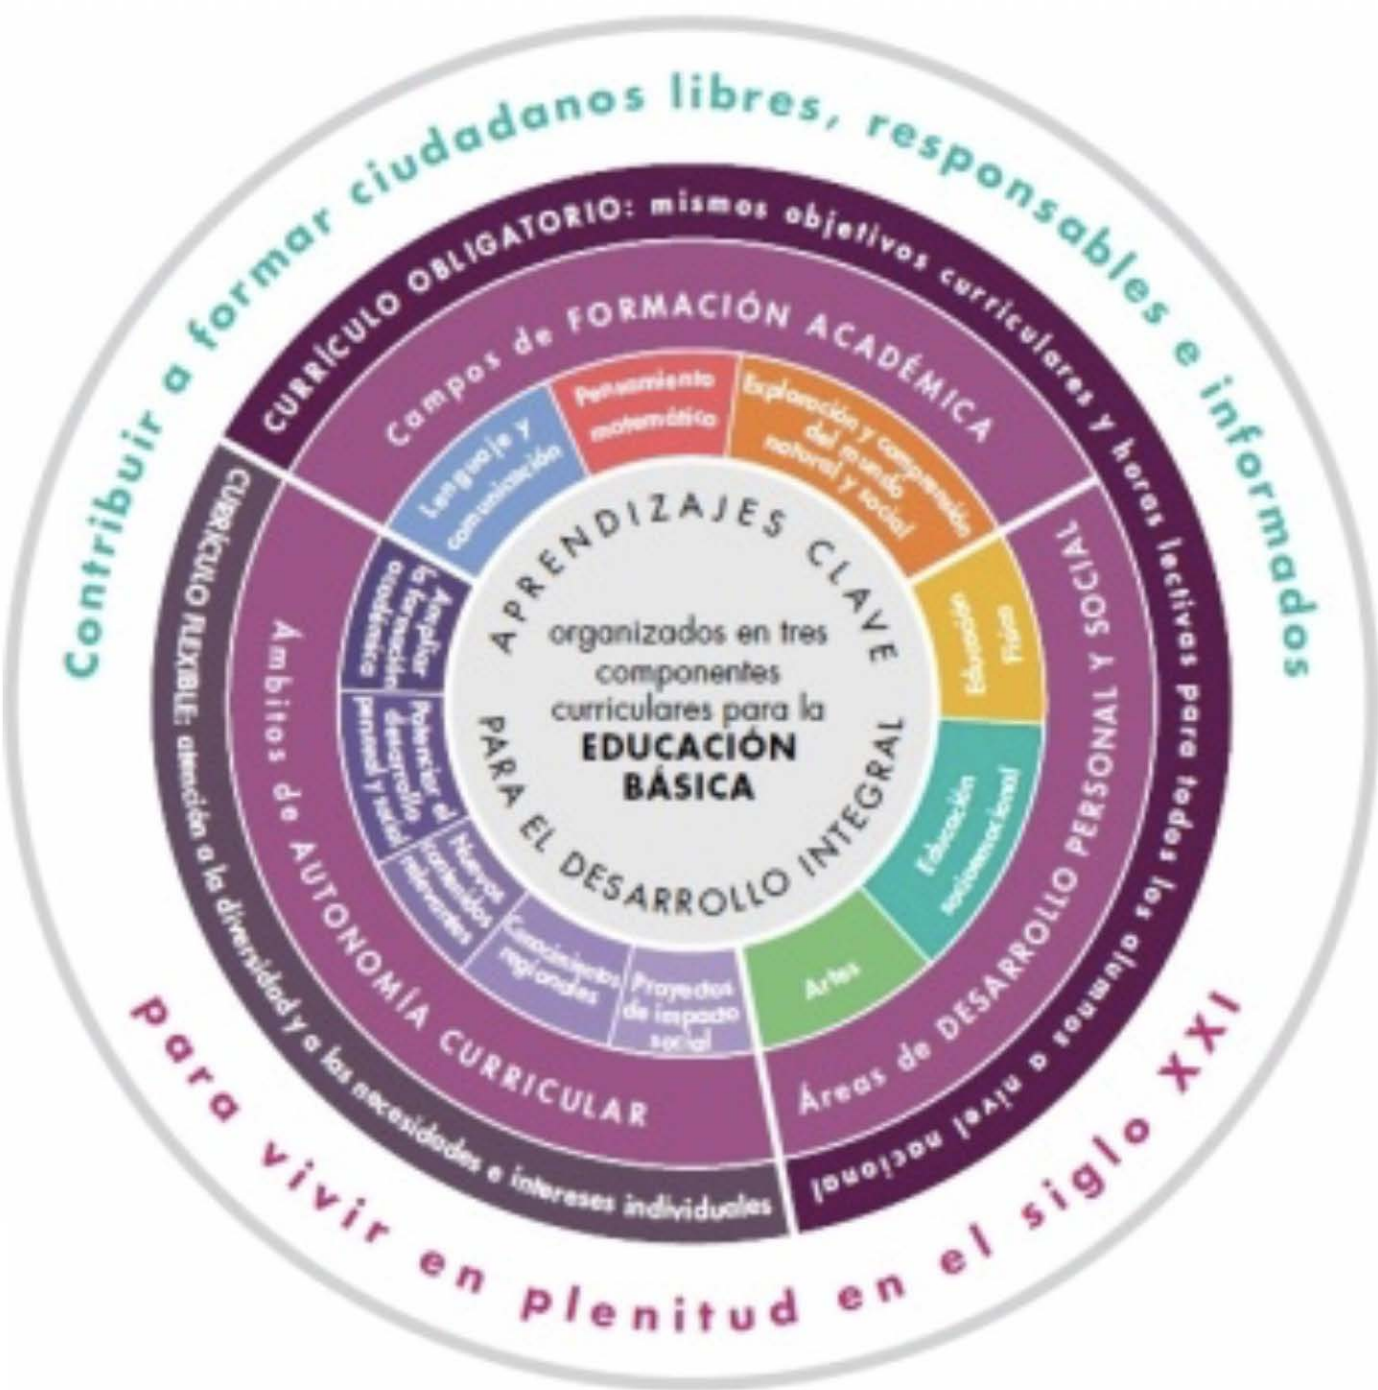 Contribuir a formar ciudadanos libres, responsables e informados
para vivir en plenitud en el siglo XXI
CURRÍCULO OBLIGATORIO: mismos objetivos curriculares y horas lectivas para todos los alumnos a nivel nacional
CURRÍCULO FLEXIBLE: atención a la diversidad y a las necesidades e intereses individuales
Campos de FORMACIÓN ACADÉMICA
Lenguaje y
comunicación
Pensamiento
matemático
Exploración y comprensión
del mundo
natural y social
Áreas de DESARROLLO PERSONAL Y SOCIAL
Educación
Física
Educación
socioemocional
Artes
Ámbitos de AUTONOMÍA CURRICULAR
Ampliar
la formación
académica
Potenciar el
desarrollo
personal y social
Nuevos
contenidos
relevantes
Conocimientos
regionales
Proyectos
de impacto
social
APRENDIZAJES CLAVE
organizados en tres
componentes
curriculares para la
EDUCACIÓN
BÁSICA
PARA EL DESARROLLO INTEGRAL